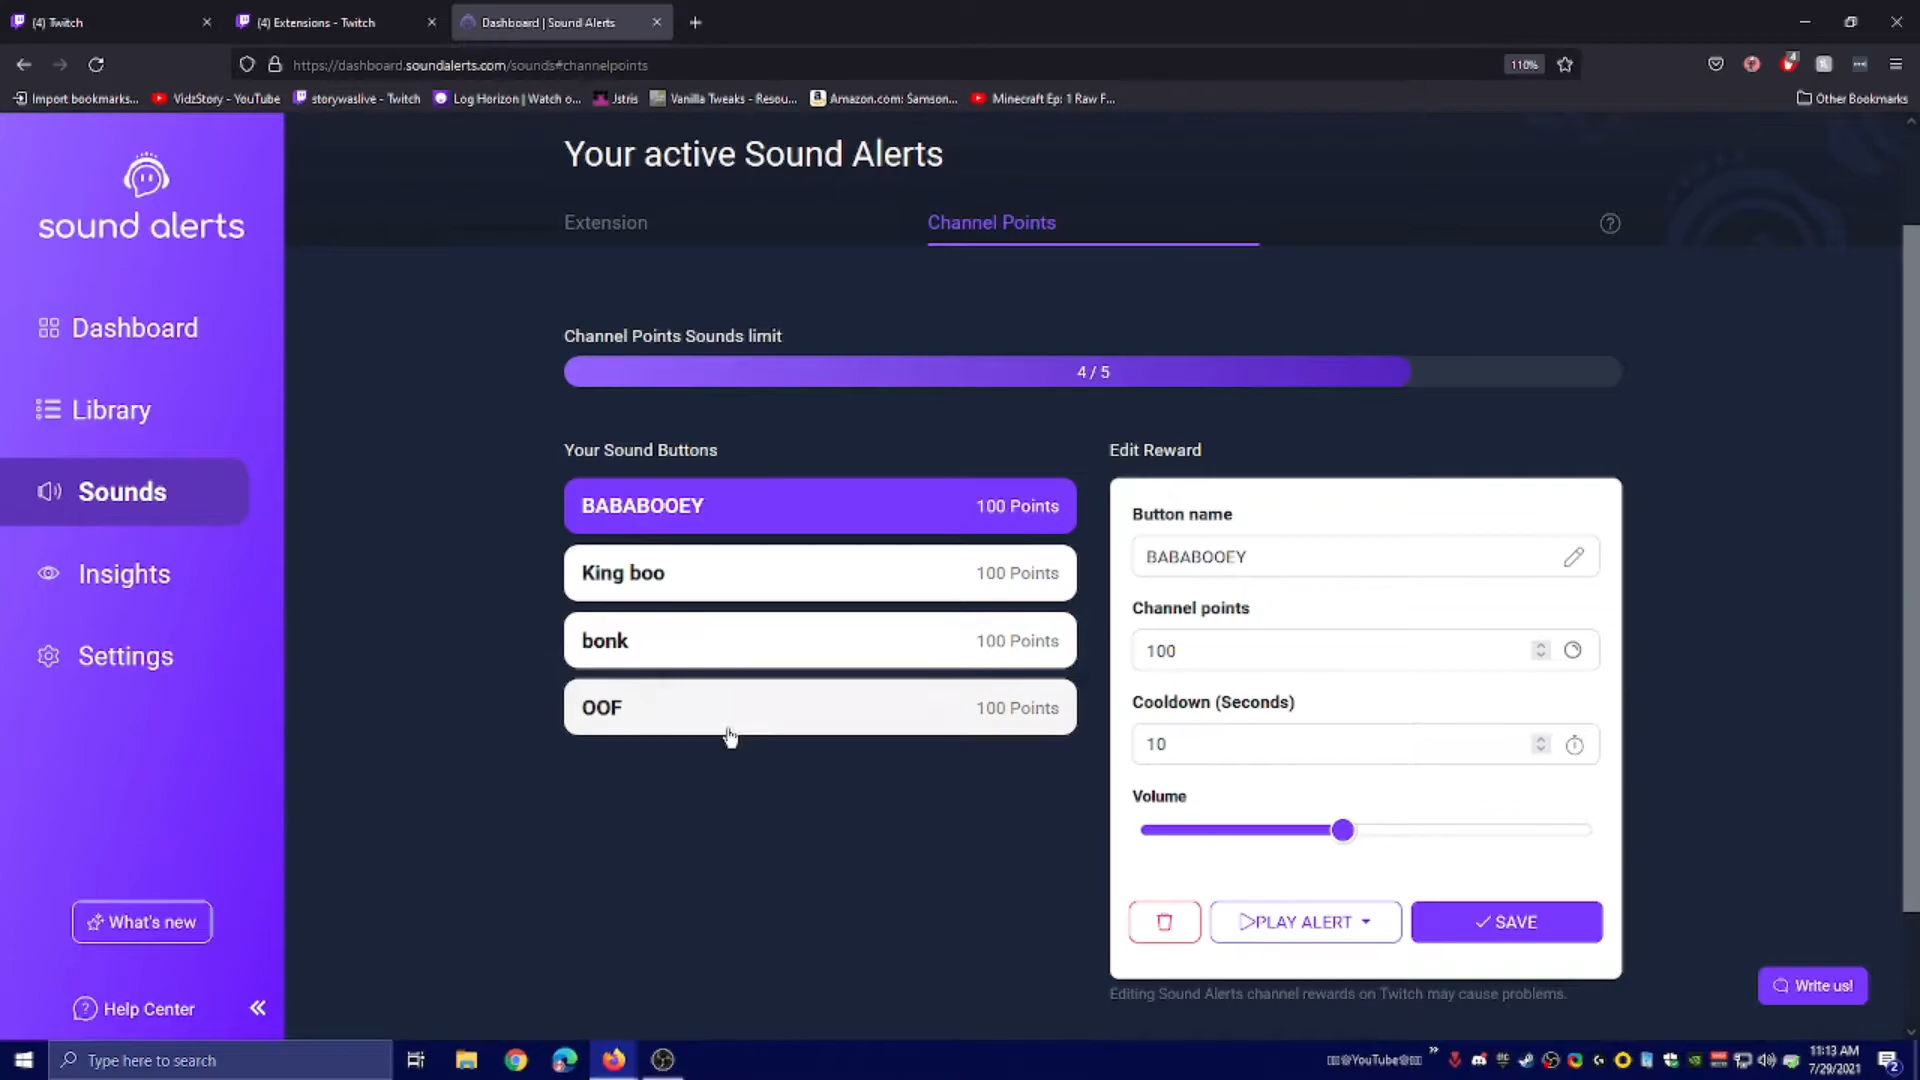 (4) Twitch
(4) Extensions - Twitch
Dashboard | Sound Alerts
https://dashboard.soundalerts.com/sounds#channelpoints
110%
4
Import bookmarks...
VidzStory - YouTube
storywaslive - Twitch
Log Horizon | Watch o...
Jstris
Vanilla Tweaks - Resou...
Amazon.com: Samson...
Minecraft Ep: 1 Raw F...
Other Bookmarks
sound alerts
Dashboard
Library
Sounds
Insights
Settings
What's new
Help Center
Your active Sound Alerts
Extension
Channel Points
Channel Points Sounds limit
4 / 5
Your Sound Buttons
BABABOOEY 100 Points
King boo 100 Points
bonk 100 Points
OOF 100 Points
Edit Reward
Button name
BABABOOEY
Channel points
100
Cooldown (Seconds)
10
Volume
PLAY ALERT
SAVE
Editing Sound Alerts channel rewards on Twitch may cause problems.
Write us!
Type here to search
YouTube
11:13 AM
7/29/2021
2